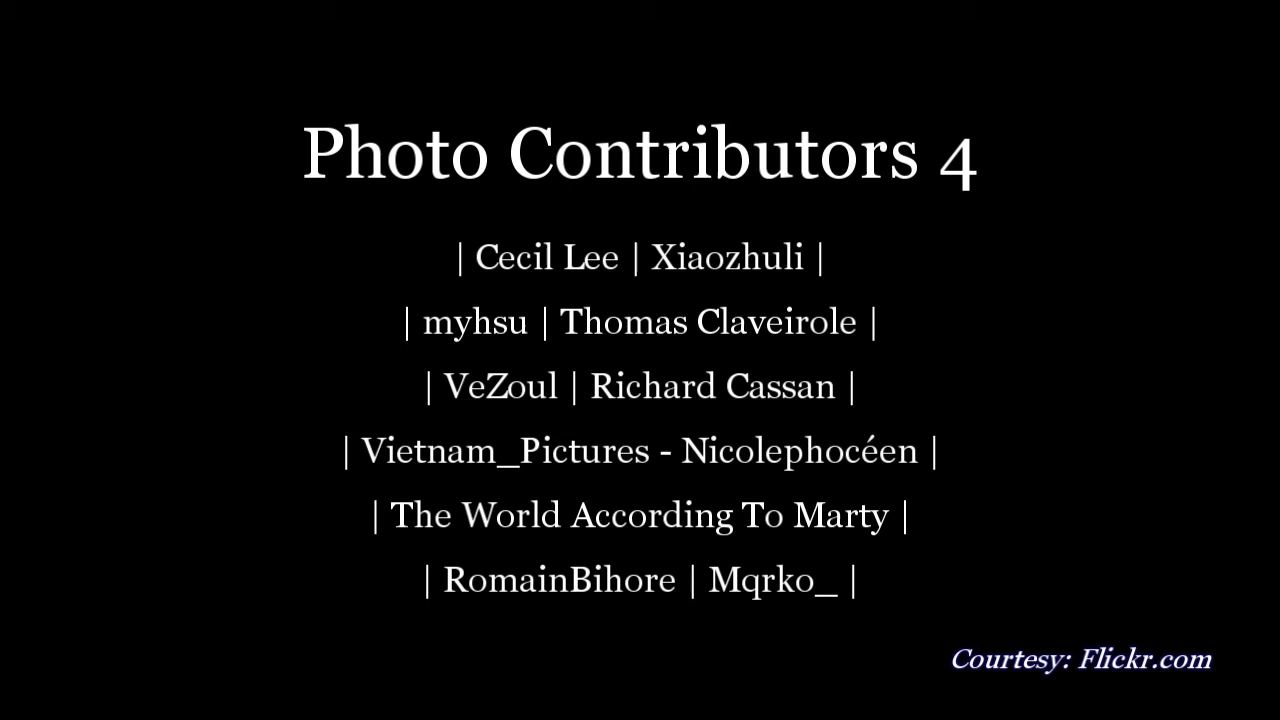 Photo Contributors 4
| Cecil Lee | Xiaozhuli |
| myhsu | Thomas Claveirole |
| VeZoul | Richard Cassan |
| Vietnam_Pictures - Nicolephocéen |
| The World According To Marty |
| RomainBihore | Mqrko_ |
Courtesy: Flickr.com